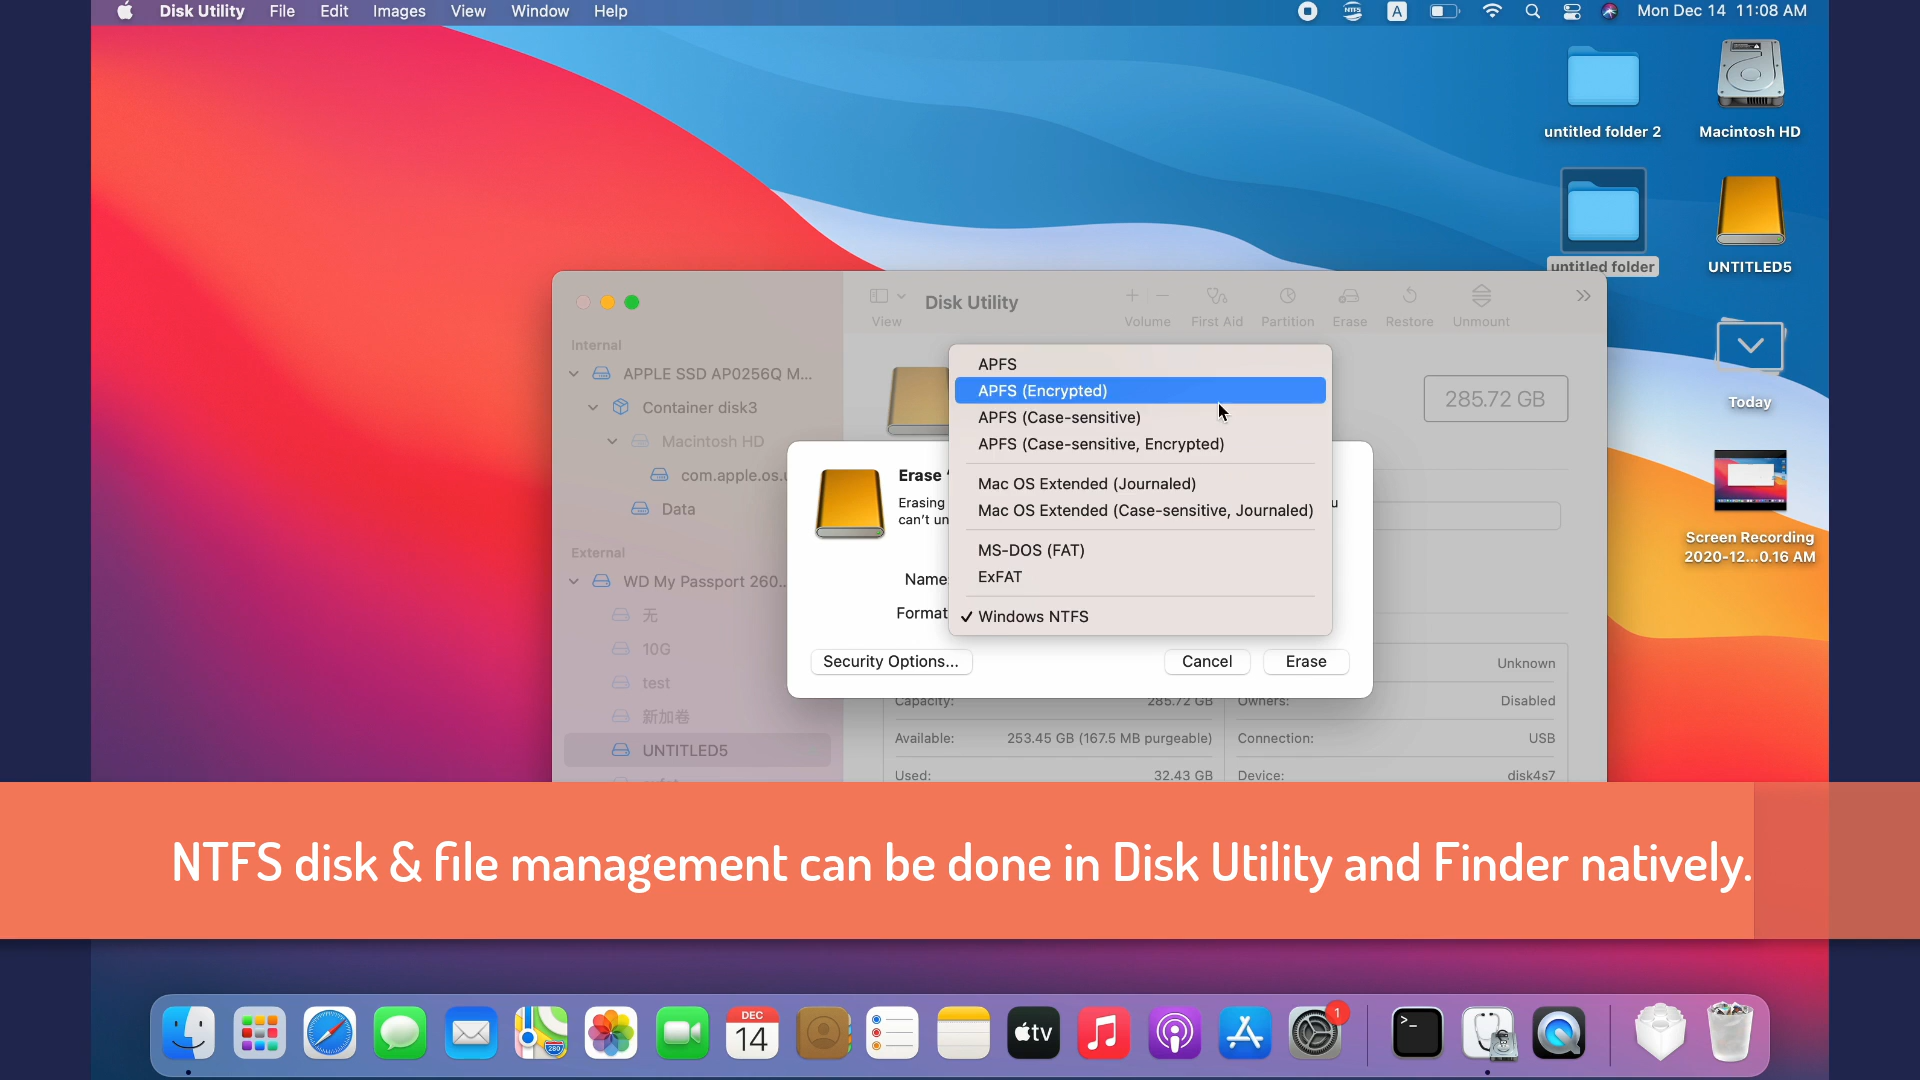 Disk Utility File Edit Images View Window Help
NTFS A Mon Dec 14 11:08 AM
untitled folder 2
Macintosh HD
untitled folder
UNTITLED5
Today
Screen Recording
2020-12...0.16 AM
Disk Utility
View
Volume First Aid Partition Erase Restore Unmount
Internal
APPLE SSD AP0256Q M...
Container disk3
Macintosh HD
com.apple.os.
Data
External
WD My Passport 260...
无
10G
test
新加卷
UNTITLED5
285.72 GB
APFS
APFS (Encrypted)
APFS (Case-sensitive)
APFS (Case-sensitive, Encrypted)
Mac OS Extended (Journaled)
Mac OS Extended (Case-sensitive, Journaled)
MS-DOS (FAT)
ExFAT
✓ Windows NTFS
Erase
Erasing
can't un
Name
Format
Security Options...
Cancel
Erase
Unknown
Capacity: 285.72 GB
Owners: Disabled
Available: 253.45 GB (167.5 MB purgeable)
Connection: USB
Used: 32.43 GB
Device: disk4s7
NTFS disk & file management can be done in Disk Utility and Finder natively.
DEC
14
280
tv
1
>_